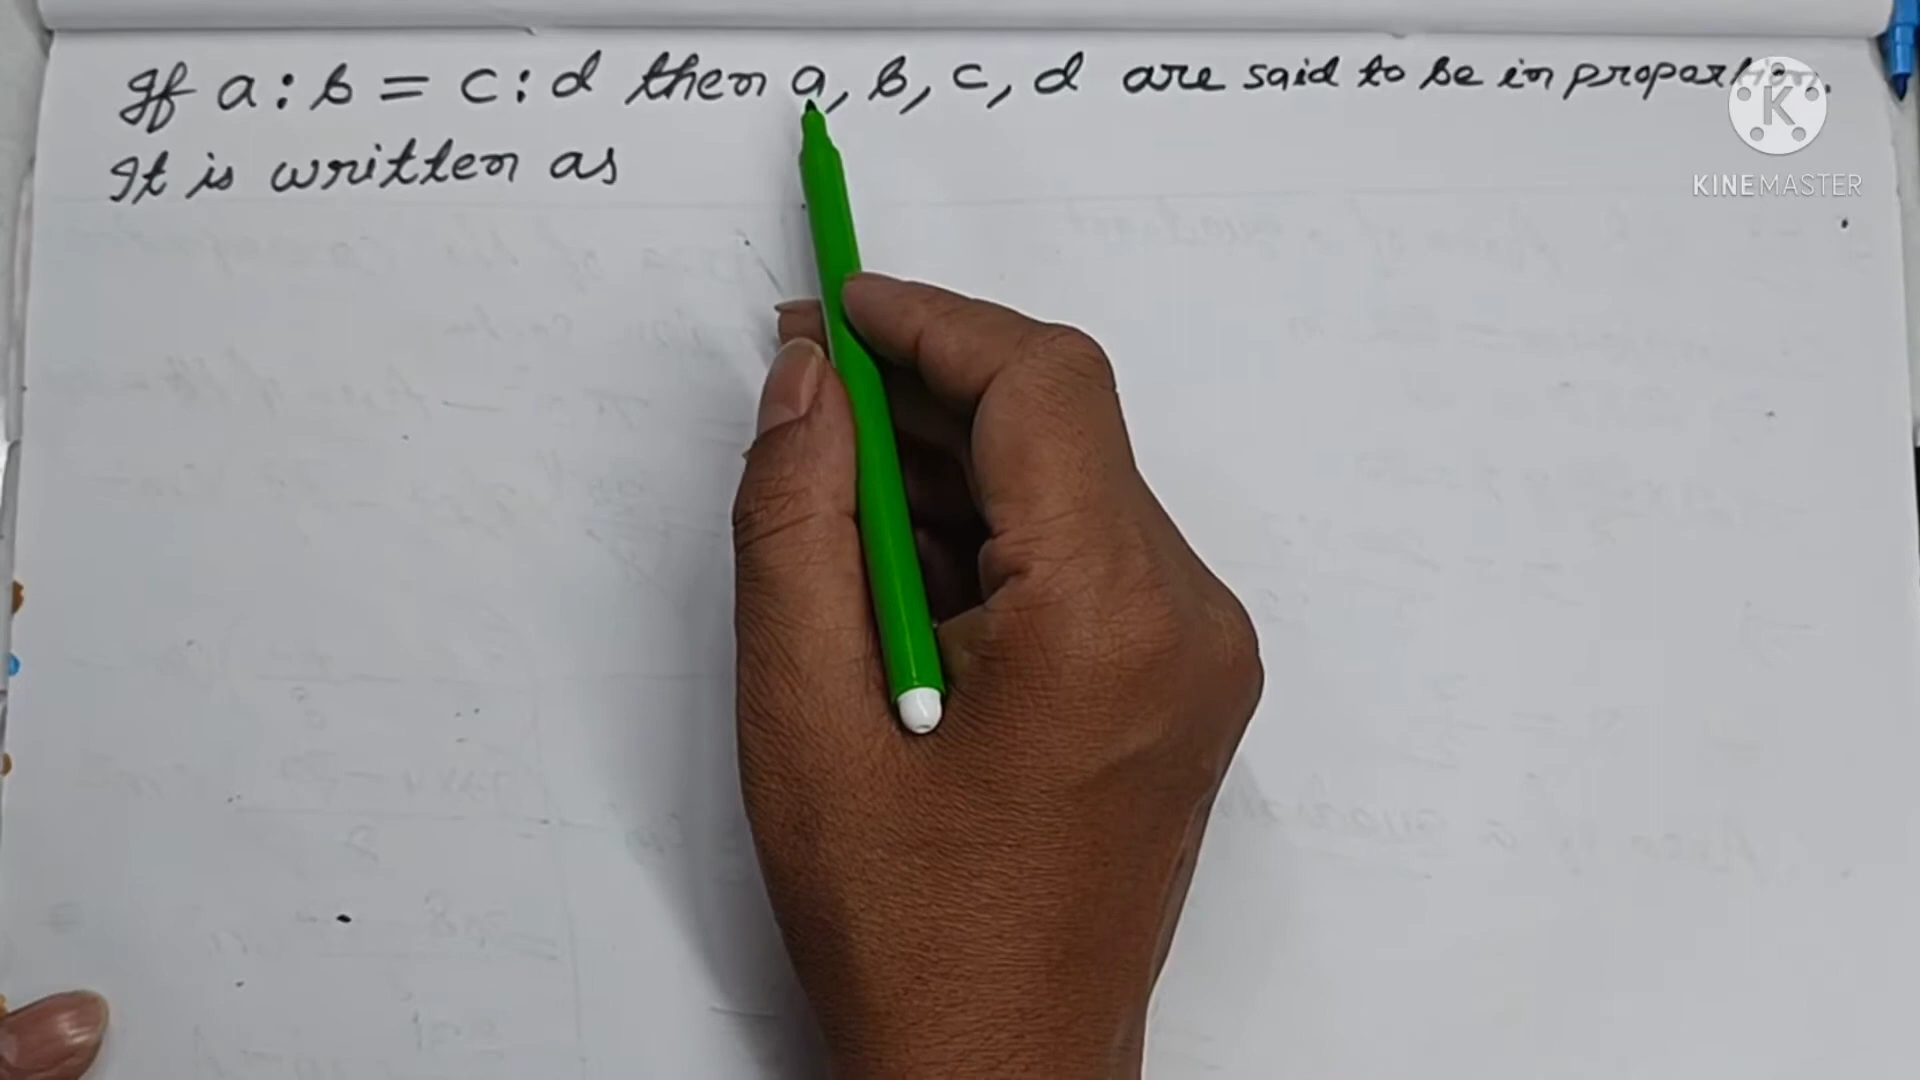 If a : b = c : d then a, b, c, d are said to be in proportion.
It is written as
K
KINEMASTER